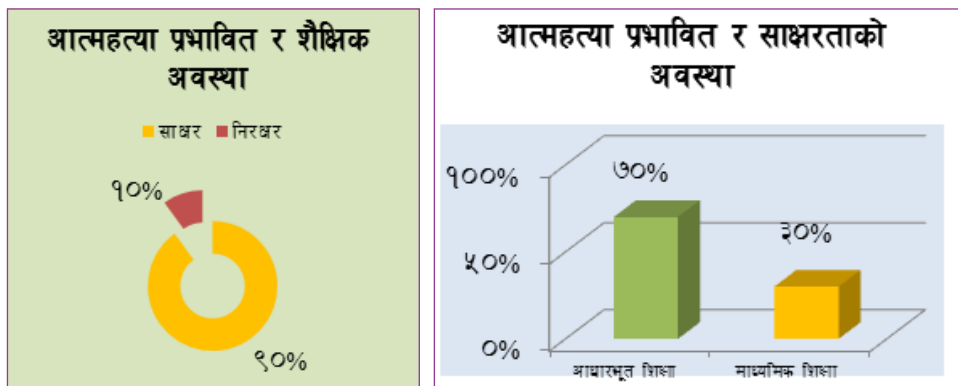 आत्महत्या प्रभावित र शैक्षिक
अवस्था
साक्षर निरक्षर
१०%
९०%
आत्महत्या प्रभावित र साक्षरताको
अवस्था
१००%
५०%
०%
७०%
३०%
आधारभूत शिक्षा
माध्यमिक शिक्षा